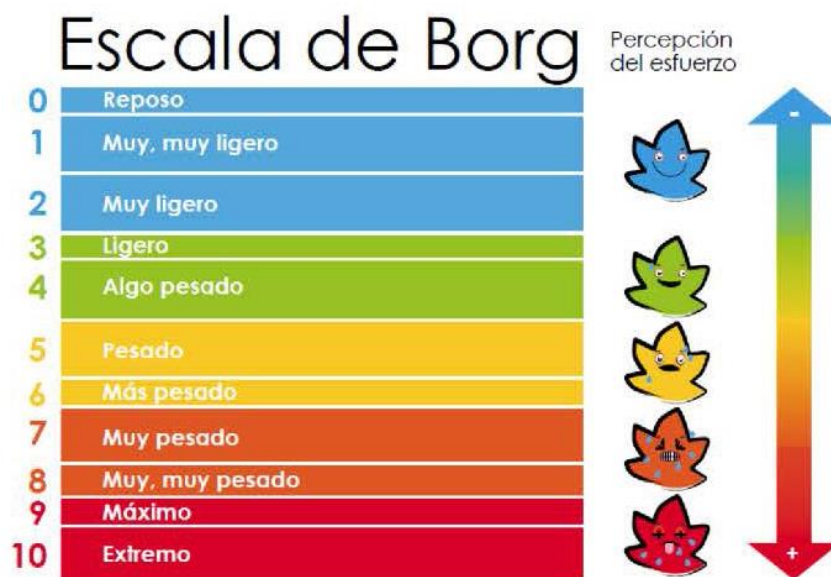 Escala de Borg
Percepción
del esfuerzo
0 Reposo
1 Muy, muy ligero
2 Muy ligero
3 Ligero
4 Algo pesado
5 Pesado
6 Más pesado
7 Muy pesado
8 Muy, muy pesado
9 Máximo
10 Extremo
-
+